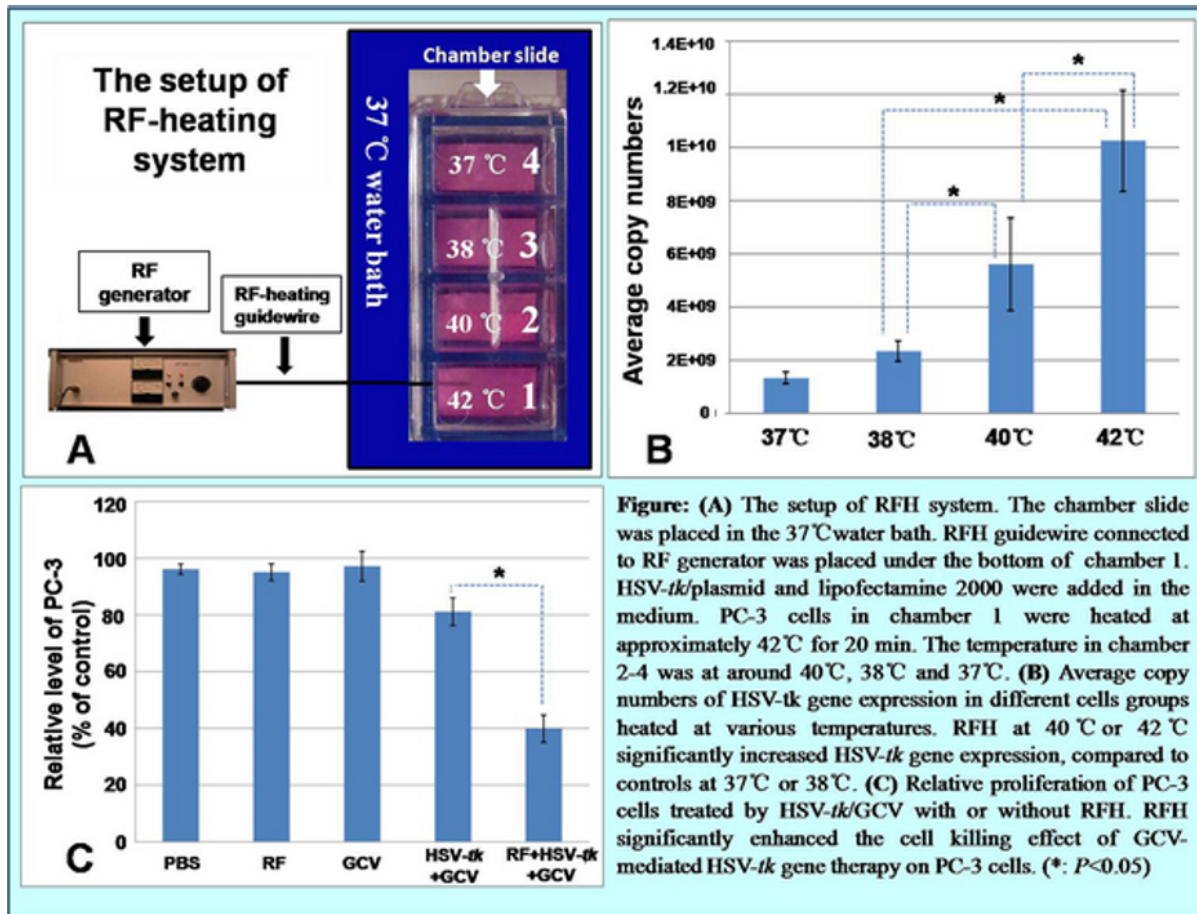 The setup of
RF-heating
system
Chamber slide
37 ℃ water bath
37 ℃ 4
38 ℃ 3
40 ℃ 2
42 ℃ 1
RF
generator
RF-heating
guidewire
A
Average copy numbers
1.4E+10
1.2E+10
1E+10
8E+09
6E+09
4E+09
2E+09
0
*
*
*
37℃ 38℃ 40℃ 42℃
B
Relative level of PC-3
(% of control)
120
100
80
60
40
20
0
*
PBS RF GCV HSV-tk RF+HSV-tk
+GCV +GCV
C
Figure: (A) The setup of RFH system. The chamber slide
was placed in the 37℃water bath. RFH guidewire connected
to RF generator was placed under the bottom of chamber 1.
HSV-tk/plasmid and lipofectamine 2000 were added in the
medium. PC-3 cells in chamber 1 were heated at
approximately 42℃ for 20 min. The temperature in chamber
2-4 was at around 40℃, 38℃ and 37℃. (B) Average copy
numbers of HSV-tk gene expression in different cells groups
heated at various temperatures. RFH at 40 ℃ or 42 ℃
significantly increased HSV-tk gene expression, compared to
controls at 37℃ or 38℃. (C) Relative proliferation of PC-3
cells treated by HSV-tk/GCV with or without RFH. RFH
significantly enhanced the cell killing effect of GCV-
mediated HSV-tk gene therapy on PC-3 cells. (*: P<0.05)